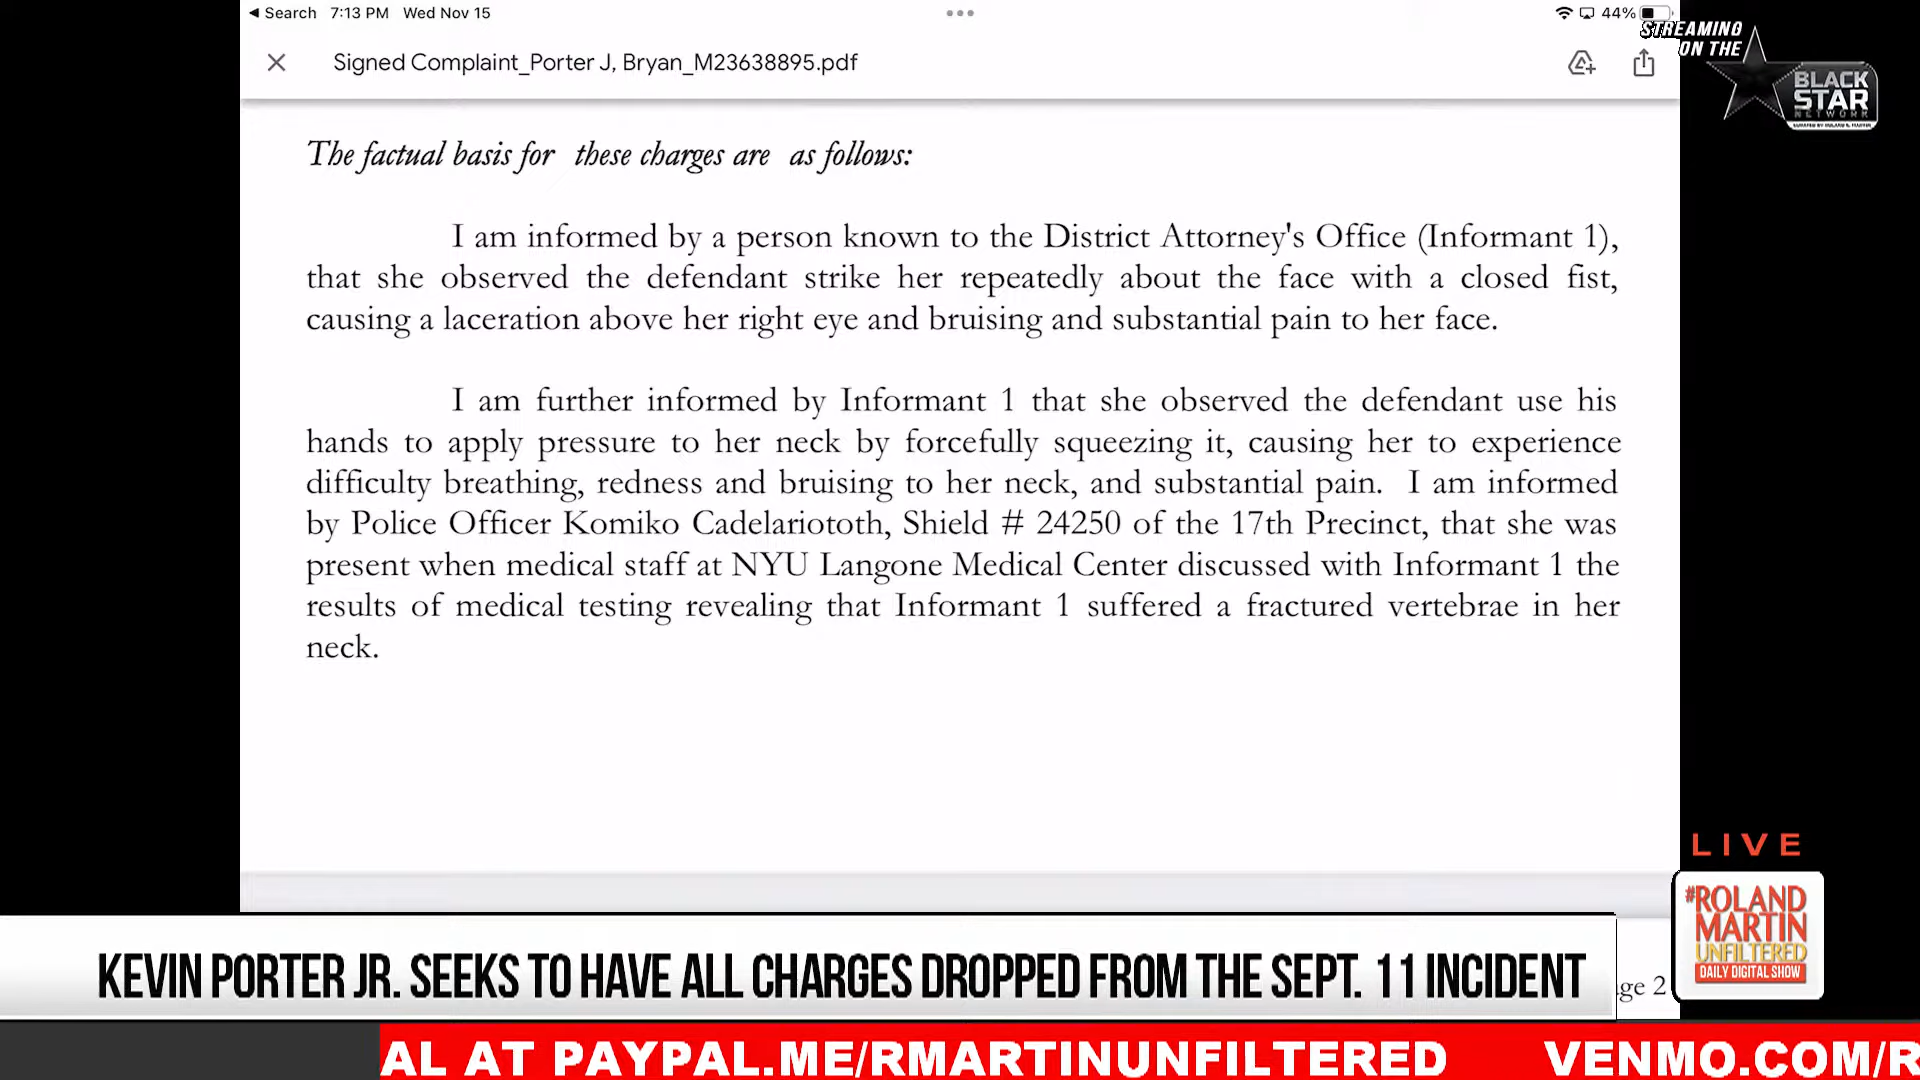 Search 7:13 PM Wed Nov 15
44%
STREAMING
ON THE
BLACK
STAR
NETWORK
Signed Complaint_Porter J, Bryan_M23638895.pdf
The factual basis for these charges are as follows:
I am informed by a person known to the District Attorney's Office (Informant 1),
that she observed the defendant strike her repeatedly about the face with a closed fist,
causing a laceration above her right eye and bruising and substantial pain to her face.
I am further informed by Informant 1 that she observed the defendant use his
hands to apply pressure to her neck by forcefully squeezing it, causing her to experience
difficulty breathing, redness and bruising to her neck, and substantial pain. I am informed
by Police Officer Komiko Cadelariototh, Shield # 24250 of the 17th Precinct, that she was
present when medical staff at NYU Langone Medical Center discussed with Informant 1 the
results of medical testing revealing that Informant 1 suffered a fractured vertebrae in her
neck.
LIVE
#ROLAND
MARTIN
UNFILTERED
DAILY DIGITAL SHOW
KEVIN PORTER JR. SEEKS TO HAVE ALL CHARGES DROPPED FROM THE SEPT. 11 INCIDENT
ge 2
AL AT PAYPAL.ME/RMARTINUNFILTERED VENMO.COM/R